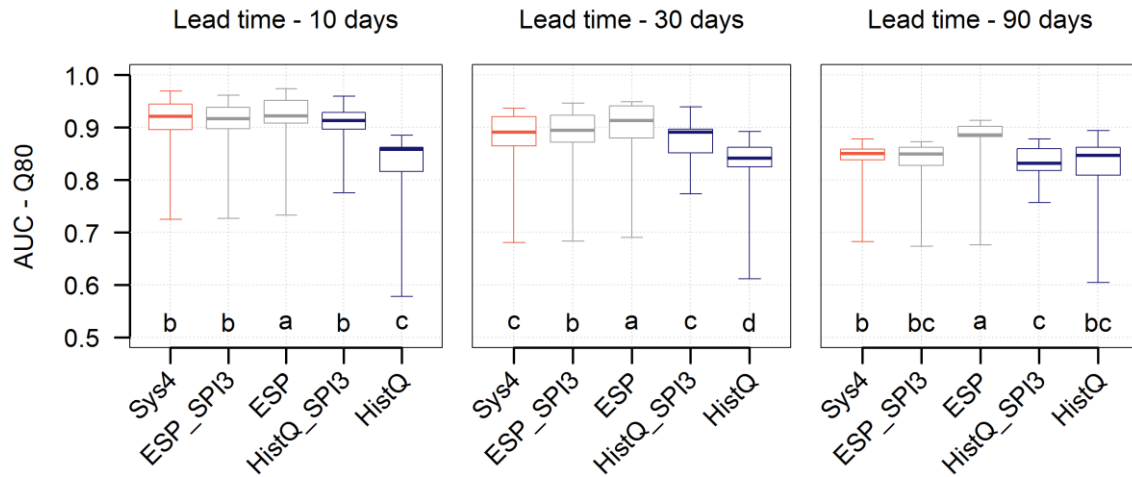 Lead time - 10 days
Lead time - 30 days
Lead time - 90 days
AUC - Q80
1.0
0.9
0.8
0.7
0.6
0.5
b b a b c
c b a c d
b bc a c bc
Sys4
ESP_SPI3
ESP
HistQ_SPI3
HistQ
Sys4
ESP_SPI3
ESP
HistQ_SPI3
HistQ
Sys4
ESP_SPI3
ESP
HistQ_SPI3
HistQ